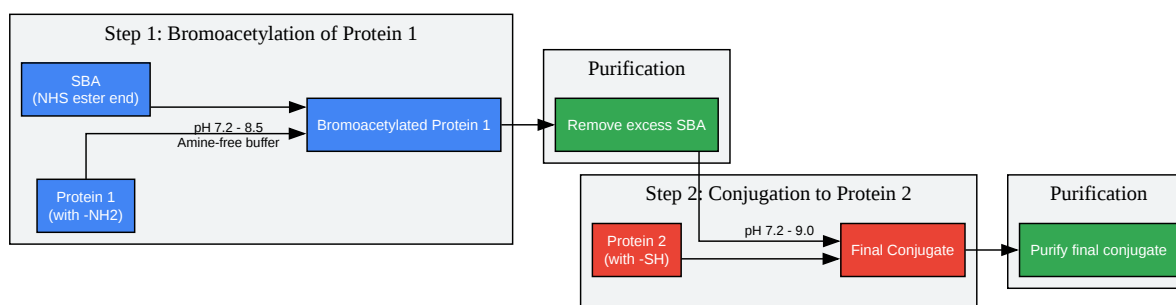 Step 1: Bromoacetylation of Protein 1
SBA
(NHS ester end)
pH 7.2 - 8.5
Amine-free buffer
Protein 1
(with -NH2)
Bromoacetylated Protein 1
Purification
Remove excess SBA
Step 2: Conjugation to Protein 2
Protein 2
(with -SH)
pH 7.2 - 9.0
Final Conjugate
Purification
Purify final conjugate